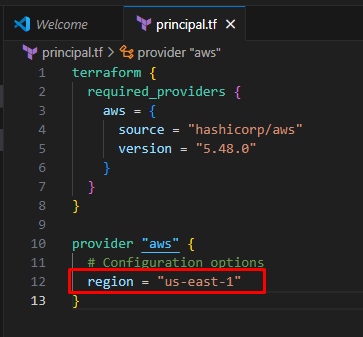 Welcome
principal.tf ×
principal.tf > provider "aws"
1 terraform {
2   required_providers {
3     aws = {
4       source = "hashicorp/aws"
5       version = "5.48.0"
6     }
7   }
8 }
9
10 provider "aws" {
11   # Configuration options
12   region = "us-east-1"
13 }